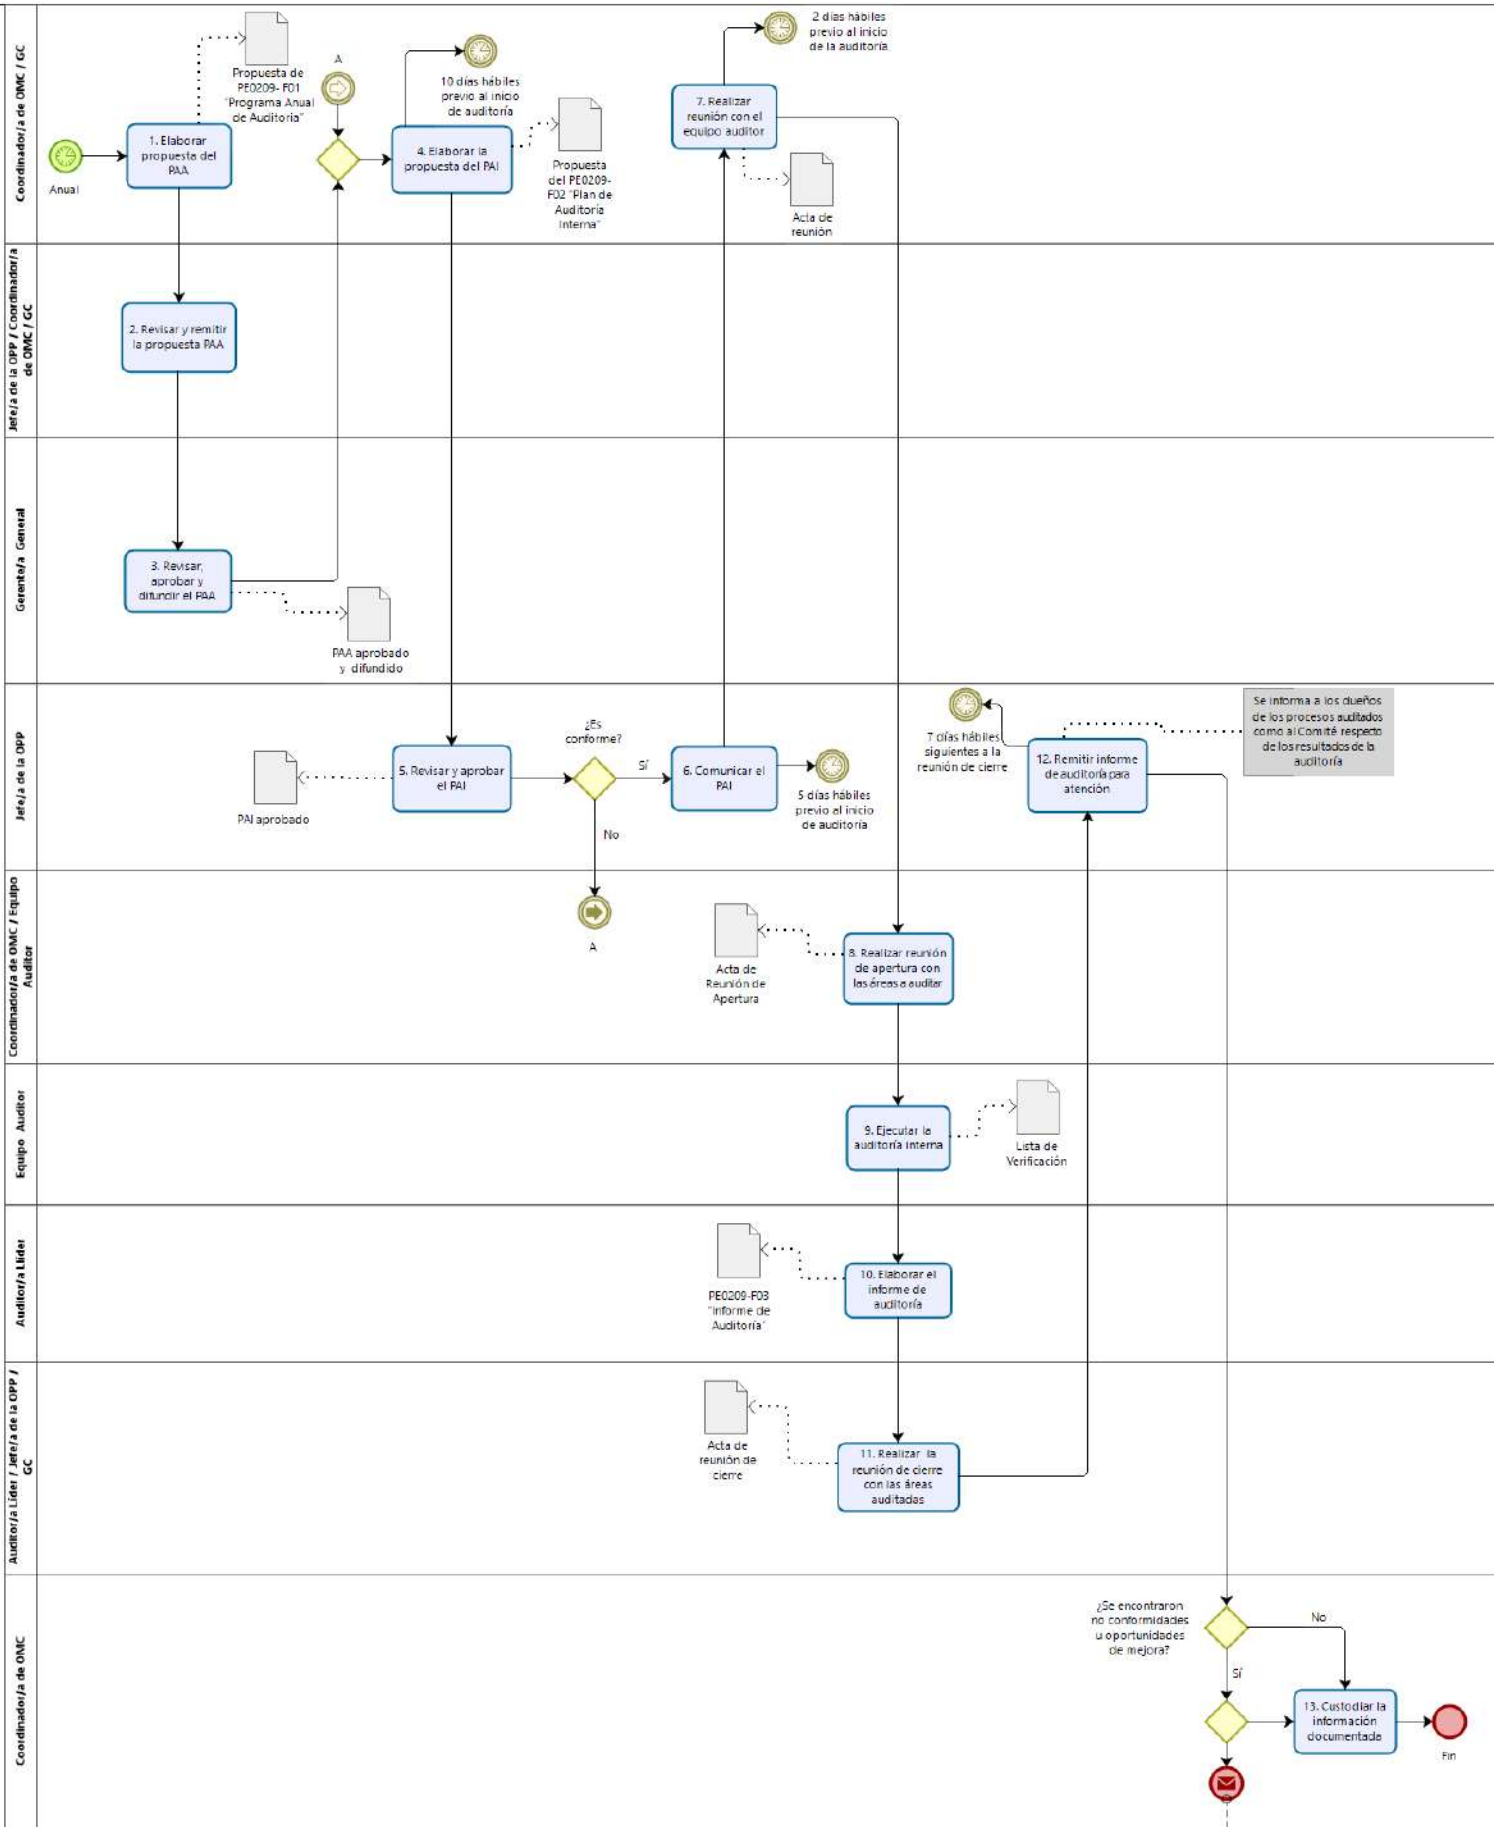 Coordinador/a de OMC / GC
Anual
1. Elaborar
propuesta del
PAA
Propuesta de
PE0209- F01
"Programa Anual
de Auditoria"
A
4. Elaborar la
propuesta del PAI
10 días hábiles
previo al inicio
de auditoría
Propuesta
del PE0209-
F02 "Plan de
Auditoría
Interna"
7. Realizar
reunión con el
equipo auditor
2 días hábiles
previo al inicio
de la auditoría
Acta de
reunión
Jefe/a de la OPP / Coordinador/a
de OMC / GC
2. Revisar y remitir
la propuesta PAA
Gerente/a General
3. Revisar,
aprobar y
difundir el PAA
PAA aprobado
y difundido
Jefe/a de la OPP
PAI aprobado
5. Revisar y aprobar
el PAI
¿Es
conforme?
Sí
No
6. Comunicar el
PAI
5 días hábiles
previo al inicio
de auditoría
7 días hábiles
siguientes a la
reunión de cierre
12. Remitir informe
de auditoría para
atención
Se informa a los dueños
de los procesos auditados
como al Comité respecto
de los resultados de la
auditoría
Coordinador/a de OMC / Equipo
Auditor
A
Acta de
Reunión de
Apertura
8. Realizar reunión
de apertura con
las áreas a auditar
Equipo Auditor
9. Ejecutar la
auditoría interna
Lista de
Verificación
Auditor/a Líider
PE0209-F03
"Informe de
Auditoría"
10. Elaborar el
informe de
auditoría
Auditor/a Líder / Jefe/a de la OPP /
GC
Acta de
reunión de
cierre
11. Realizar la
reunión de cierre
con las áreas
auditadas
Coordinador/a de OMC
¿Se encontraron
no conformidades
u oportunidades
de mejora?
No
Sí
13. Custodiar la
información
documentada
Fin